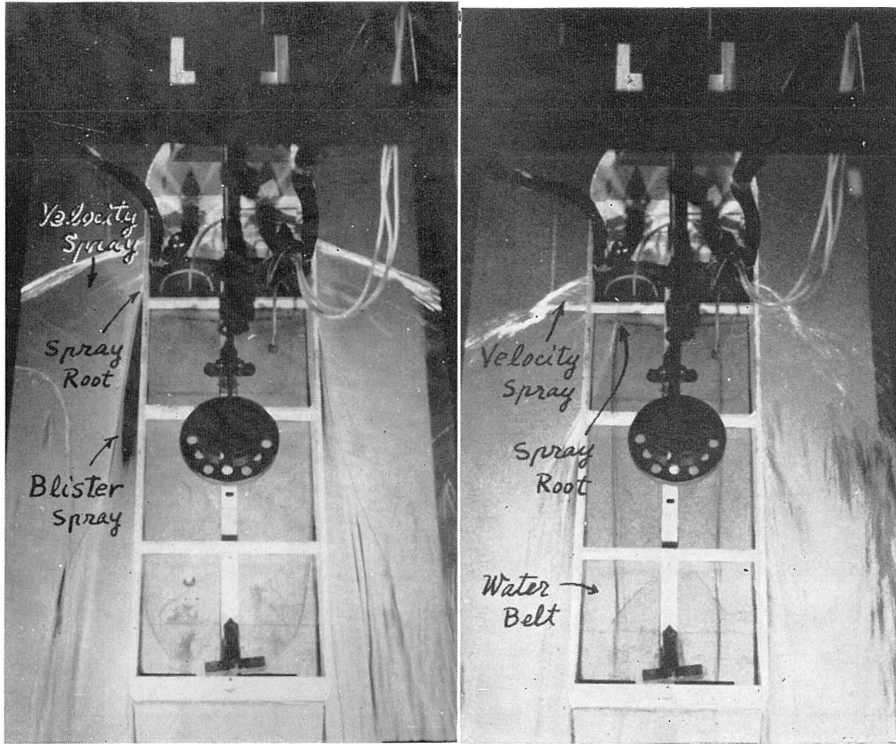 Velocity
Spray
Spray
Root
Blister
Spray
Velocity
Spray
Spray
Root
Water
Belt